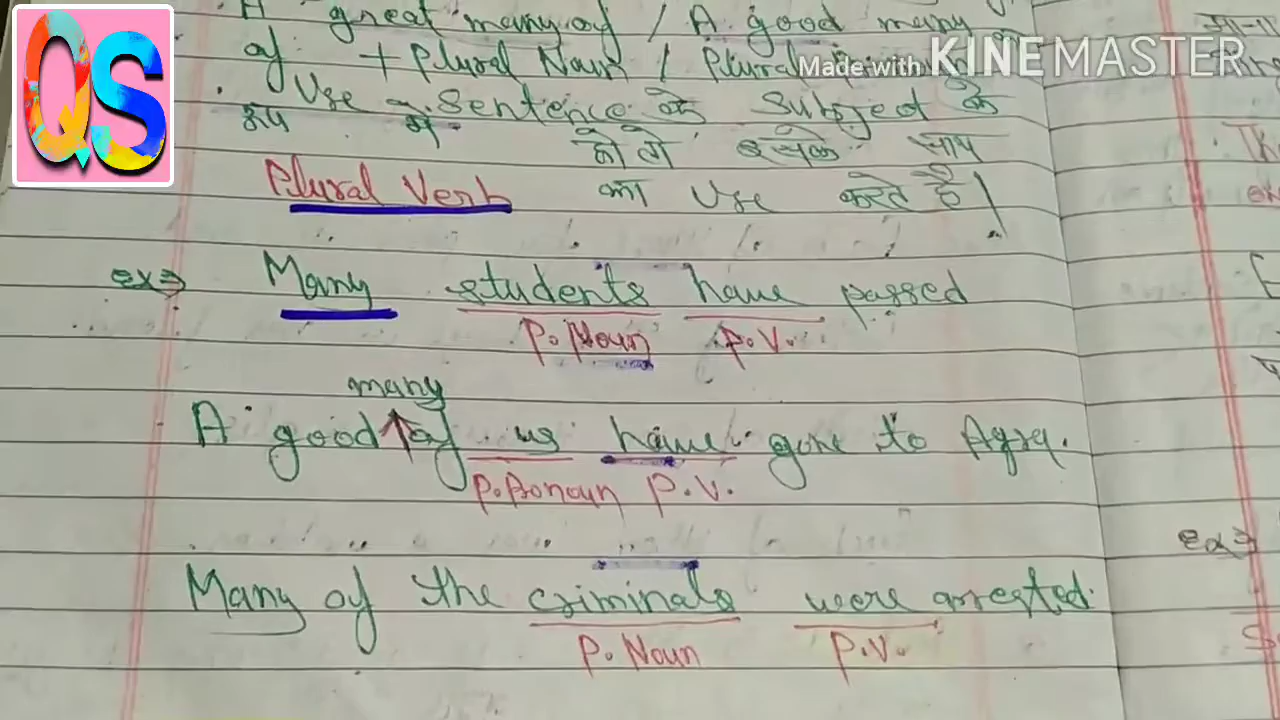 QS
A great many of / A good many
of + Plural Noun / Plural
Made with KINEMASTER
Use Sentence के Subject के
रूप में हो तो इसके साथ
Plural Verb का Use करते है।
ex⇒ Many students have passed
P. Noun P.V.
many
A good ↑ of us have gone to Agra.
P. Pronoun P.V.
ex⇒
Many of the criminals were arrested.
P. Noun P.V.